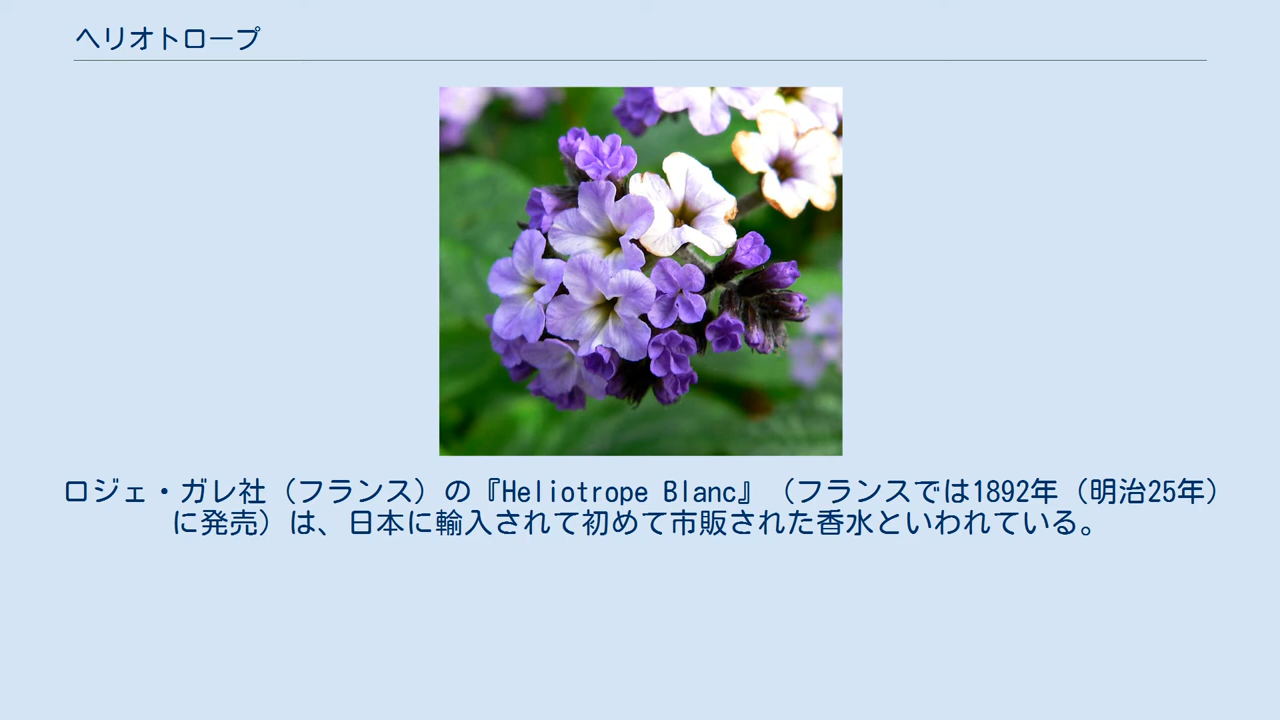 ヘリオトロープ
ロジェ・ガレ社（フランス）の『Heliotrope Blanc』（フランスでは1892年（明治25年）
に発売）は、日本に輸入されて初めて市販された香水といわれている。